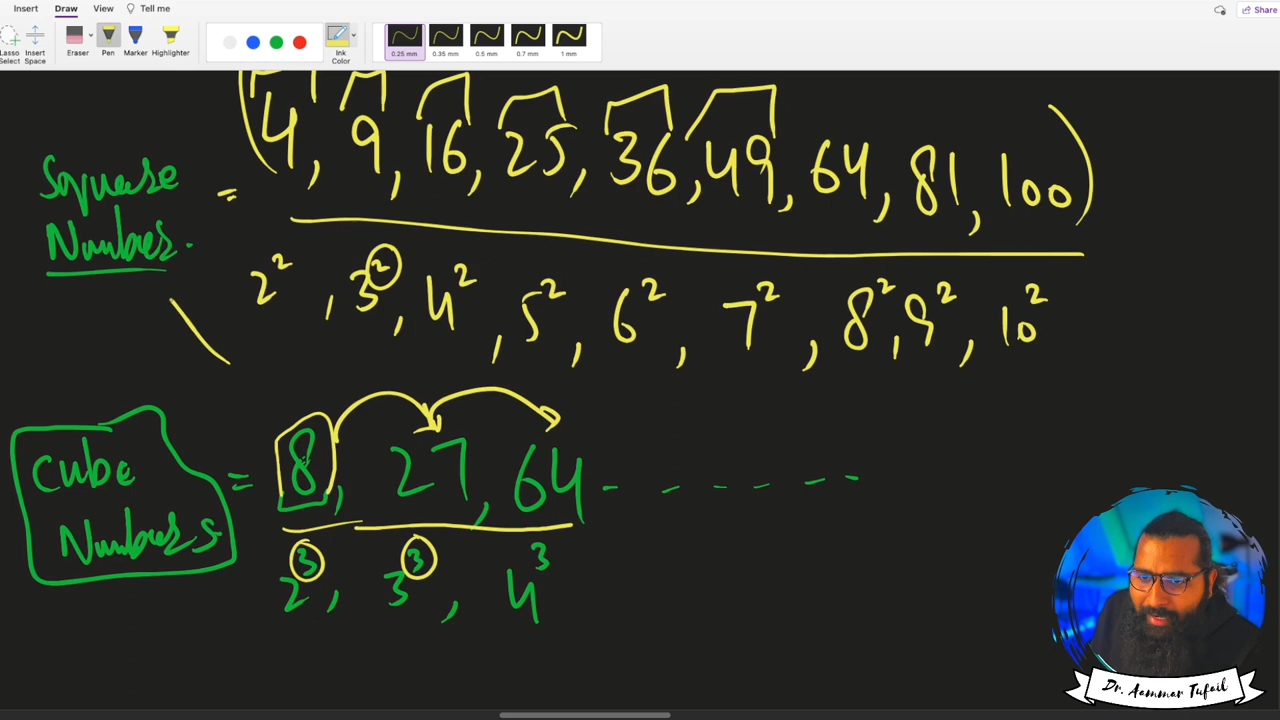 Insert Draw View Tell me
Share
Lasso Select
Insert Space
Eraser
Pen
Marker
Highlighter
Ink Color
0.25 mm 0.35 mm 0.5 mm 0.7 mm 1 mm
Square Numbers. = (4, 9, 16, 25, 36, 49, 64, 81, 100)
2², 3², 4², 5², 6², 7², 8², 9², 10²
Cube Numbers = 8, 27, 64 - - - - - - -
2³, 3³, 4³
Dr. Aammar Tufail